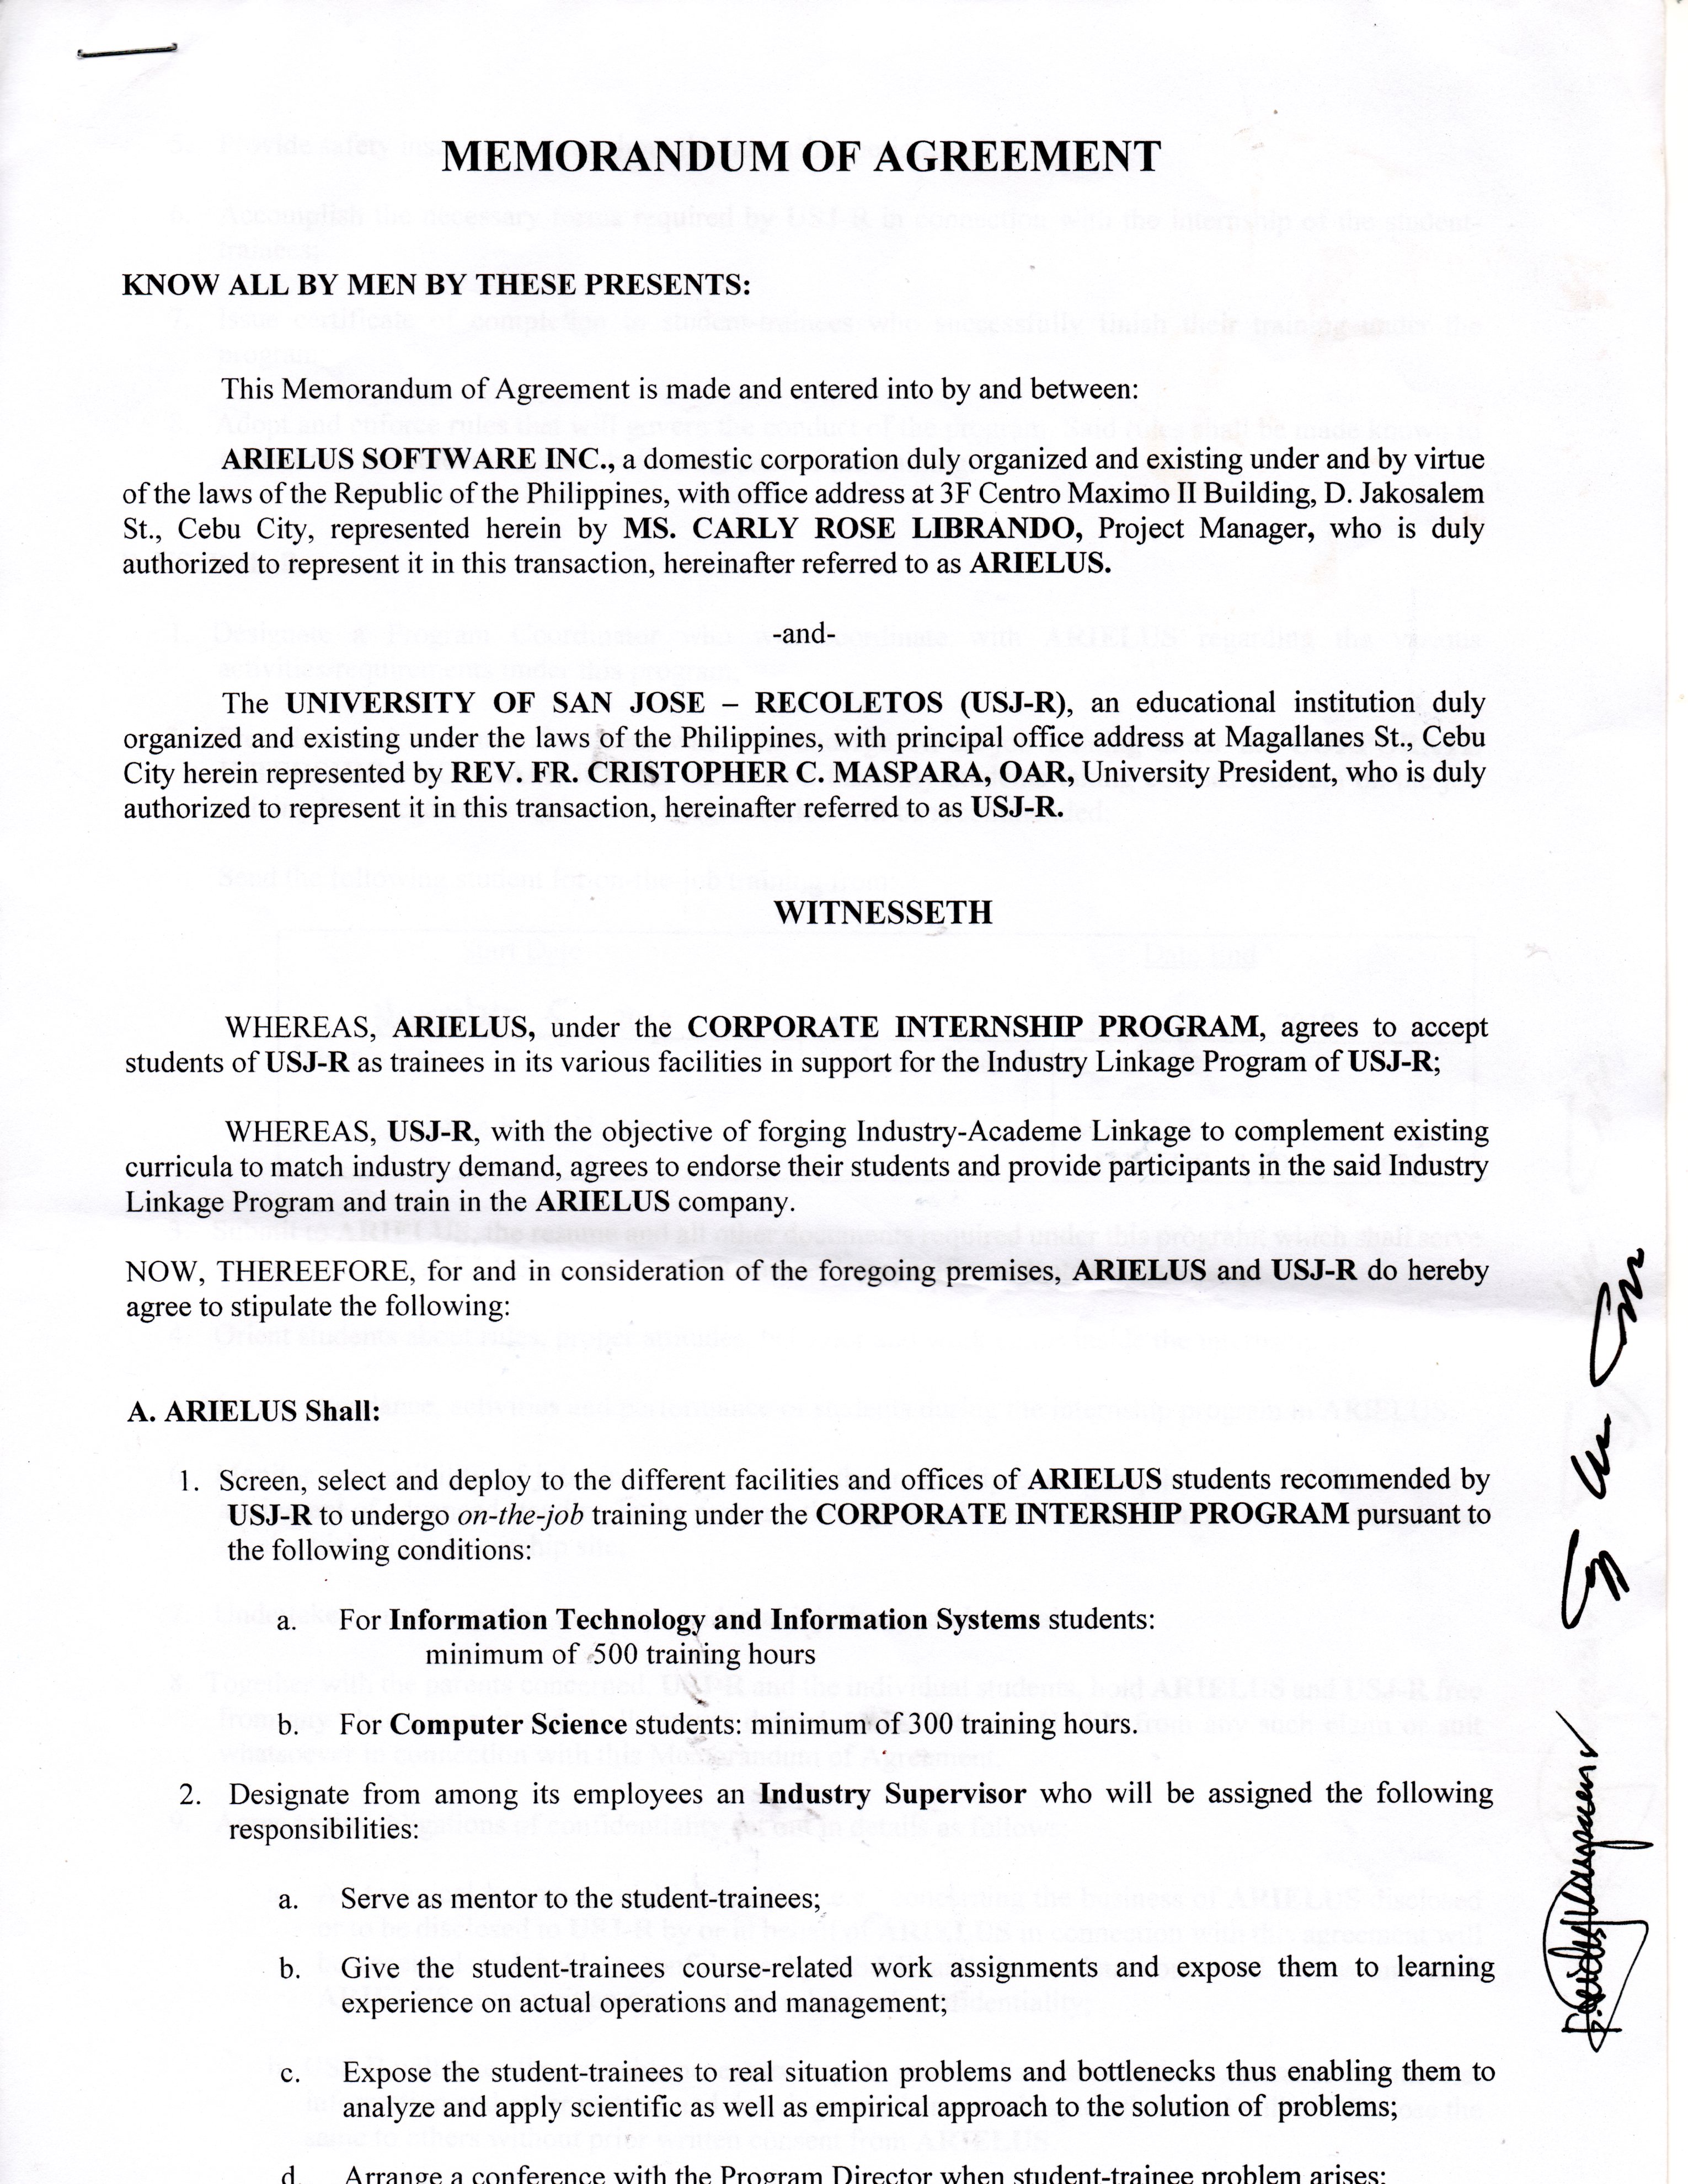 MEMORANDUM OF AGREEMENT
KNOW ALL BY MEN BY THESE PRESENTS:
This Memorandum of Agreement is made and entered into by and between:
ARIELUS SOFTWARE INC., a domestic corporation duly organized and existing under and by virtue
of the laws of the Republic of the Philippines, with office address at 3F Centro Maximo II Building, D. Jakosalem
St., Cebu City, represented herein by MS. CARLY ROSE LIBRANDO, Project Manager, who is duly
authorized to represent it in this transaction, hereinafter referred to as ARIELUS.
-and-
The UNIVERSITY OF SAN JOSE – RECOLETOS (USJ-R), an educational institution duly
organized and existing under the laws of the Philippines, with principal office address at Magallanes St., Cebu
City herein represented by REV. FR. CRISTOPHER C. MASPARA, OAR, University President, who is duly
authorized to represent it in this transaction, hereinafter referred to as USJ-R.
WITNESSETH
WHEREAS, ARIELUS, under the CORPORATE INTERNSHIP PROGRAM, agrees to accept
students of USJ-R as trainees in its various facilities in support for the Industry Linkage Program of USJ-R;
WHEREAS, USJ-R, with the objective of forging Industry-Academe Linkage to complement existing
curricula to match industry demand, agrees to endorse their students and provide participants in the said Industry
Linkage Program and train in the ARIELUS company.
NOW, THEREEFORE, for and in consideration of the foregoing premises, ARIELUS and USJ-R do hereby
agree to stipulate the following:
A. ARIELUS Shall:
1. Screen, select and deploy to the different facilities and offices of ARIELUS students recommended by
USJ-R to undergo on-the-job training under the CORPORATE INTERSHIP PROGRAM pursuant to
the following conditions:
a. For Information Technology and Information Systems students:
minimum of 500 training hours
b. For Computer Science students: mininum of 300 training hours.
2. Designate from among its employees an Industry Supervisor who will be assigned the following
responsibilities:
a. Serve as mentor to the student-trainees;
b. Give the student-trainees course-related work assignments and expose them to learning
experience on actual operations and management;
c. Expose the student-trainees to real situation problems and bottlenecks thus enabling them to
analyze and apply scientific as well as empirical approach to the solution of problems;
d. Arrange a conference with the Program Director when student-trainee problem arises;